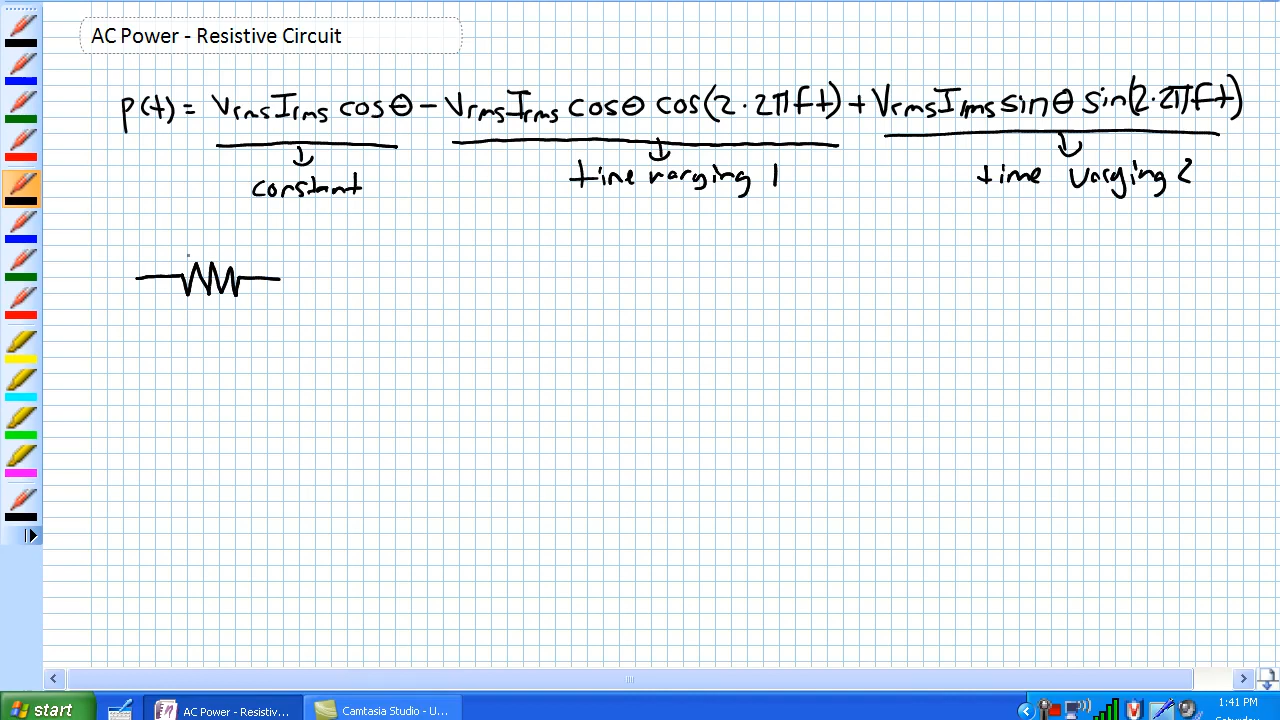 AC Power - Resistive Circuit
p(t) = VrmsIrms cosθ - VrmsIrms cosθ cos(2·2πft) + VrmsIrms sinθ sin(2·2πft)
constant
time varying 1
time varying 2
start
AC Power - Resistiv...
Camtasia Studio - U...
1:41 PM